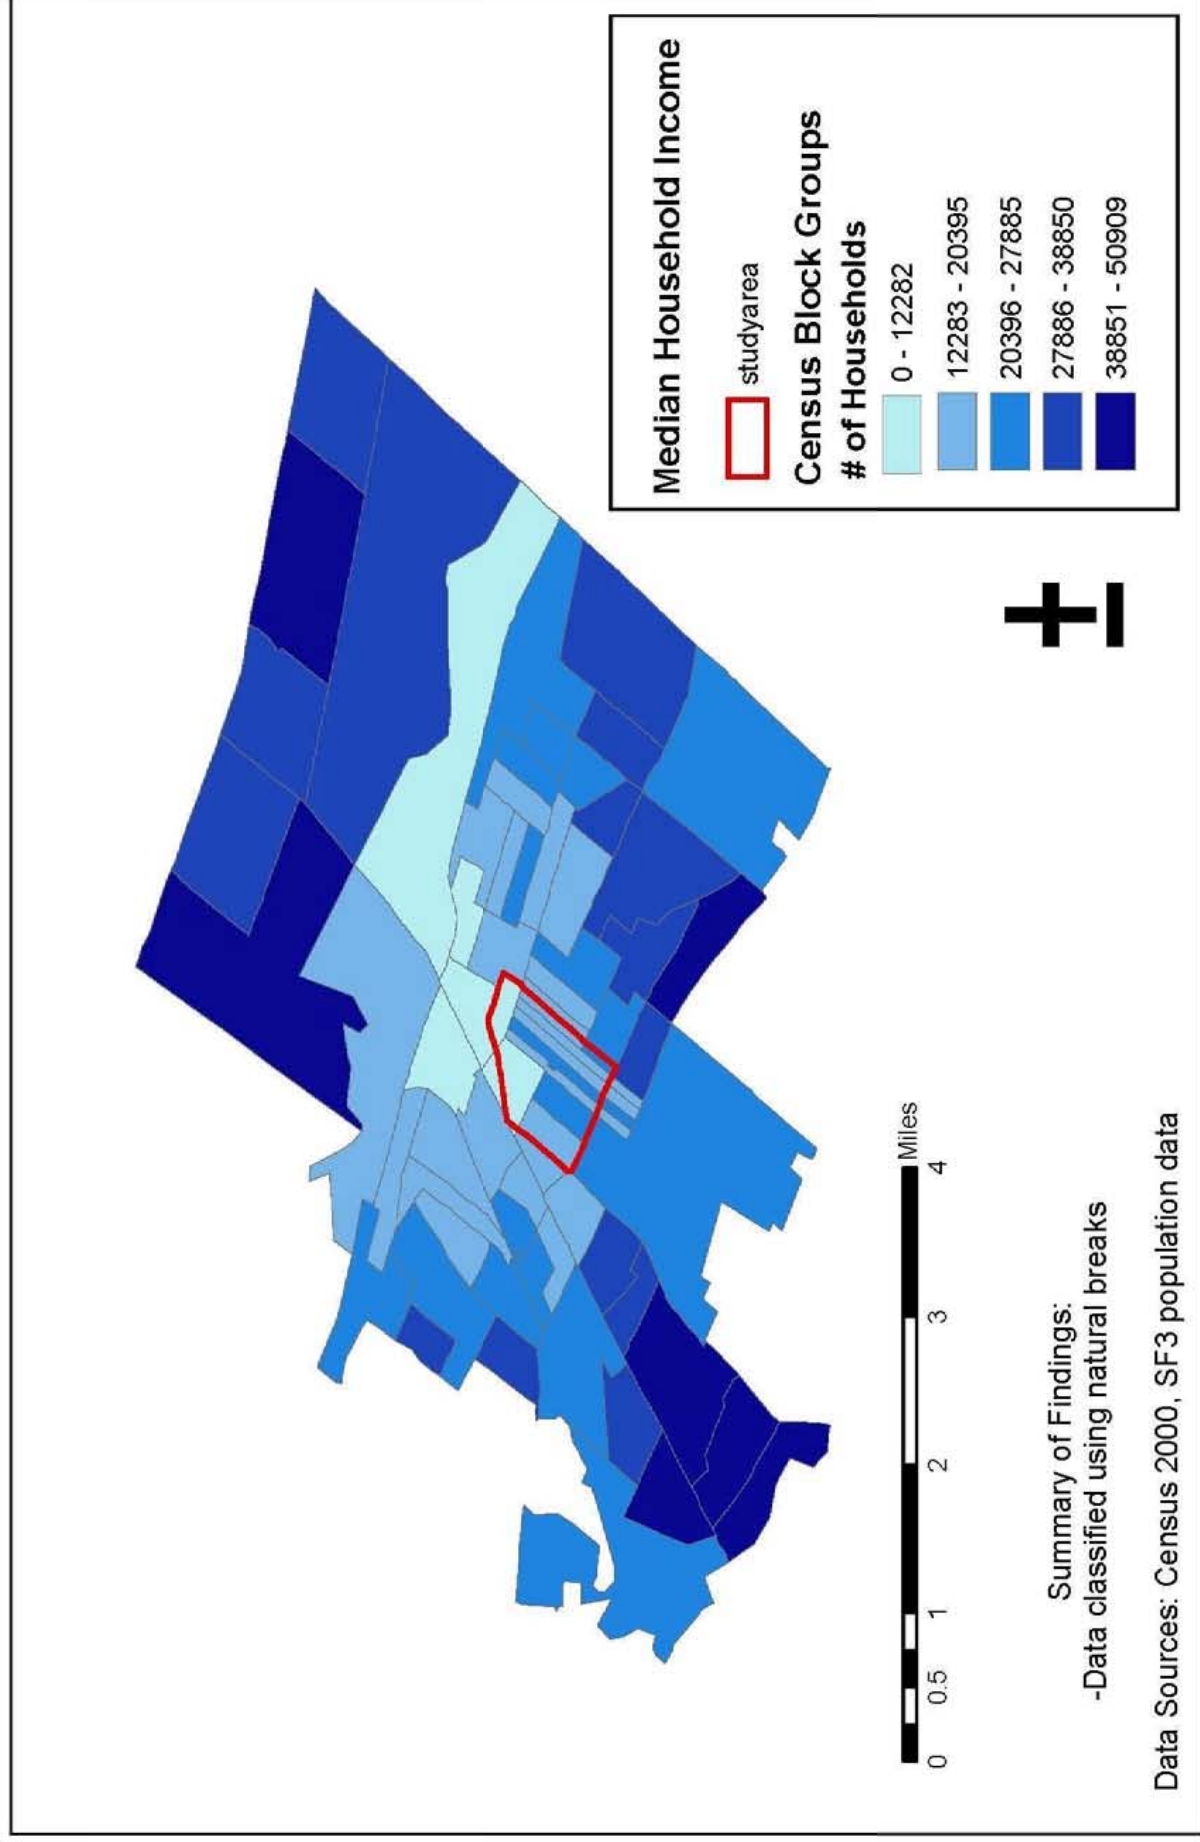 Median Household Income
studyarea
Census Block Groups
# of Households
0 - 12282
12283 - 20395
20396 - 27885
27886 - 38850
38851 - 50909
0 0.5 1 2 3 4
Miles
Summary of Findings:
-Data classified using natural breaks
Data Sources: Census 2000, SF3 population data